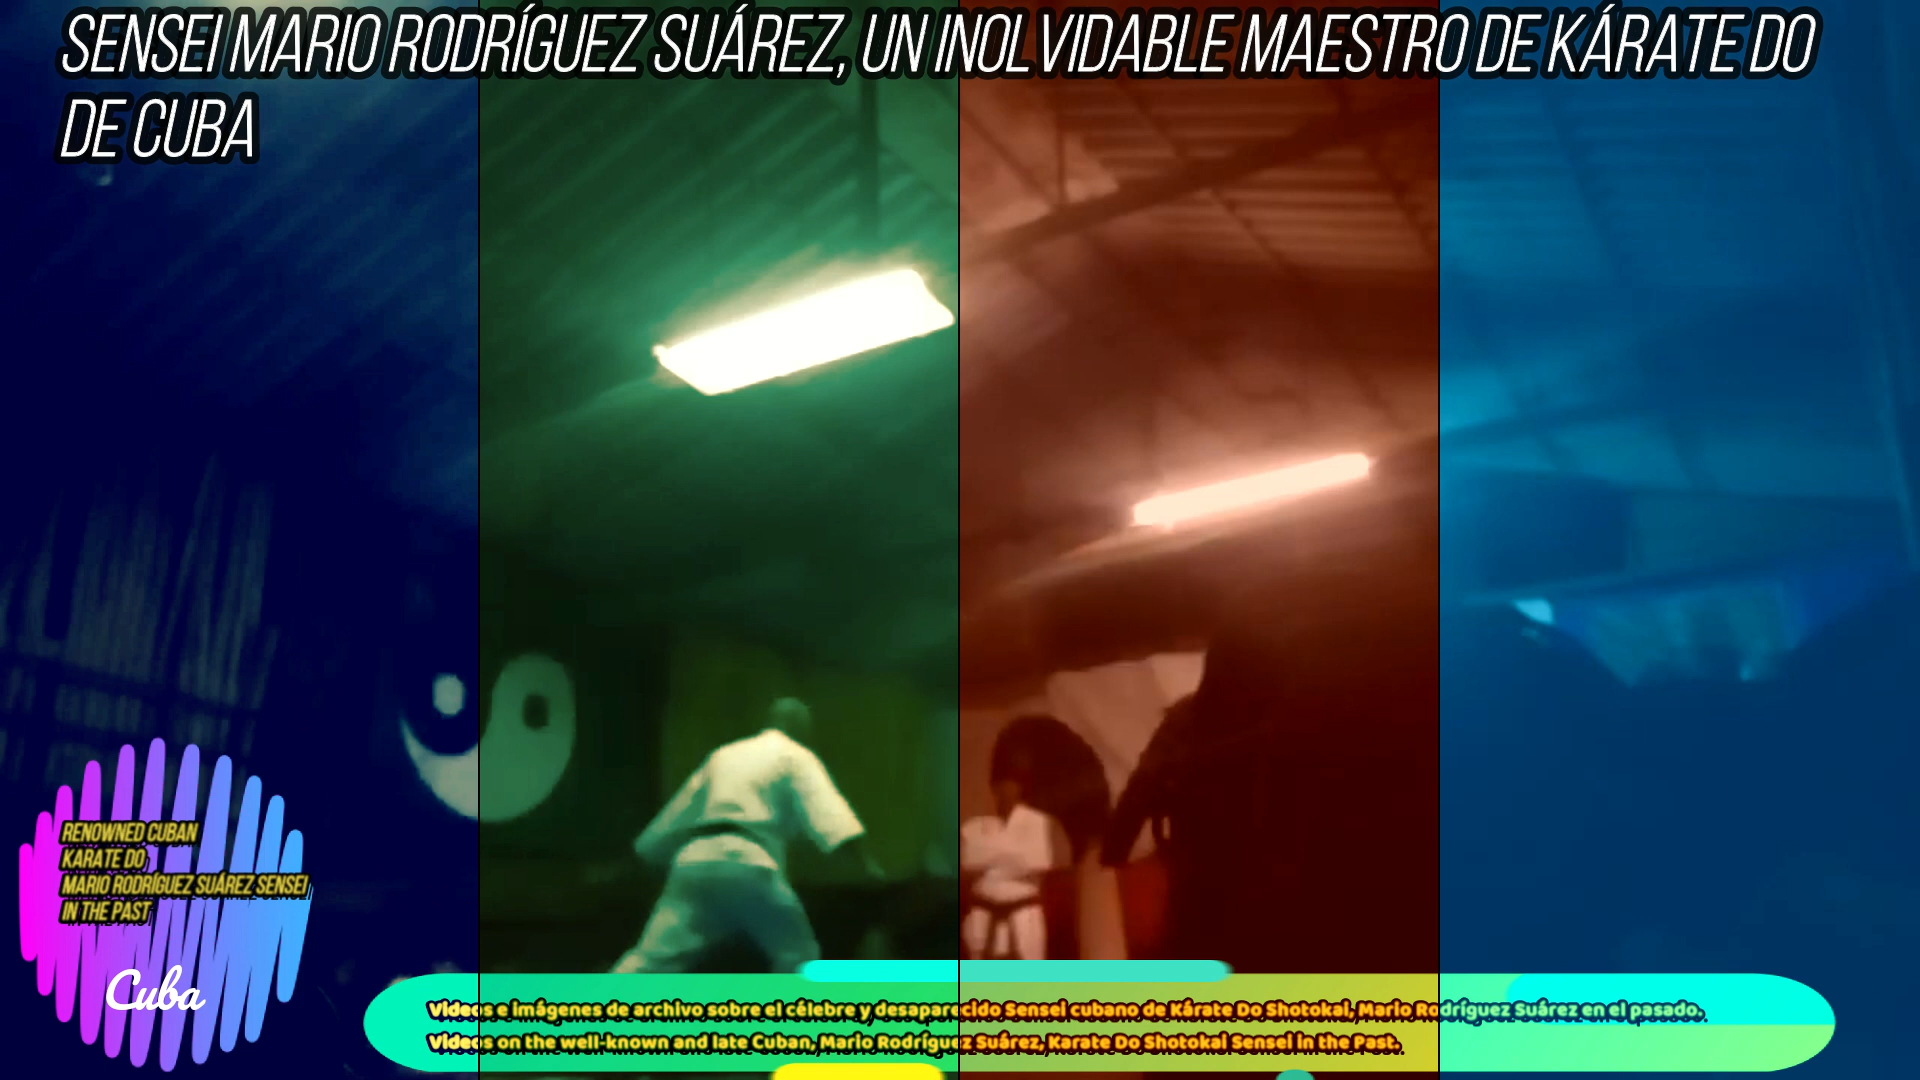 SENSEI MARIO RODRÍGUEZ SUÁREZ, UN INOLVIDABLE MAESTRO DE KÁRATE DO
DE CUBA
RENOWNED CUBAN
KARATE DO
MARIO RODRÍGUEZ SUÁREZ SENSEI
IN THE PAST
Cuba
Videos e imágenes de archivo sobre el célebre y desaparecido Sensei cubano de Kárate Do Shotokai, Mario Rodríguez Suárez en el pasado.
Videos on the well-known and late Cuban, Mario Rodríguez Suárez, Karate Do Shotokai Sensei in the Past.